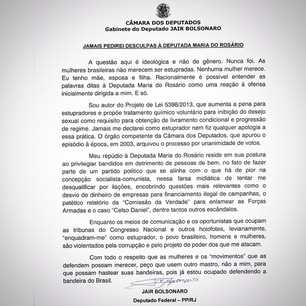 CÂMARA DOS DEPUTADOS
Gabinete do Deputado JAIR BOLSONARO
JAMAIS PEDIREI DESCULPAS À DEPUTADA MARIA DO ROSÁRIO
A questão aqui é ideológica e não de gênero. Nunca foi. As
mulheres brasileiras não merecem ser estupradas. Nenhuma mulher merece.
Eu tenho mãe, esposa e filha. Racionalmente é possível entender as
palavras ditas à Deputada Maria do Rosário como uma reação à ofensa
inicialmente dirigida a mim. E só.
Sou autor do Projeto de Lei 5398/2013, que aumenta a pena para
estupradores e propõe tratamento químico voluntário para inibição do desejo
sexual como requisito para obtenção de livramento condicional e progressão
de regime. Jamais me declarei como estuprador nem fiz qualquer apologia a
essa prática. O órgão competente da Câmara dos Deputados, que apurou o
episódio à época, em 2003, arquivou o processo por unanimidade de votos.
Meu repúdio à Deputada Maria do Rosário reside em sua postura
ao privilegiar bandidos em detrimento de pessoas de bem, no fato de fazer
parte de um partido político que se alinha com o que há de pior na
concepção socialista-comunista, nessa farsa midiática de tentar me
desqualificar por ilações, encobrindo questões mais relevantes como o
desvio de dinheiro de empresas para financiamento ilegal de campanhas, o
patético relatório da "Comissão da Verdade" para enlamear as Forças
Armadas e o caso "Celso Daniel", dentre tantos outros escândalos.
Enquanto os meios de comunicação e os oportunistas que ocupam
as tribunas do Congresso Nacional e outros holofotes, levianamente,
"enquadram-me" como estuprador, o povo brasileiro, homens e mulheres,
são violentados pela corrupção e pelo projeto de poder dos que me atacam.
Com todo o respeito que as mulheres e os "movimentos" que as
defendem possam merecer, peço que usem outro mastro, não a mim, para
que possam hastear suas bandeiras, pois já estou ocupado defendendo a
bandeira do Brasil.
JAIR BOLSONARO
Deputado Federal – PP/RJ